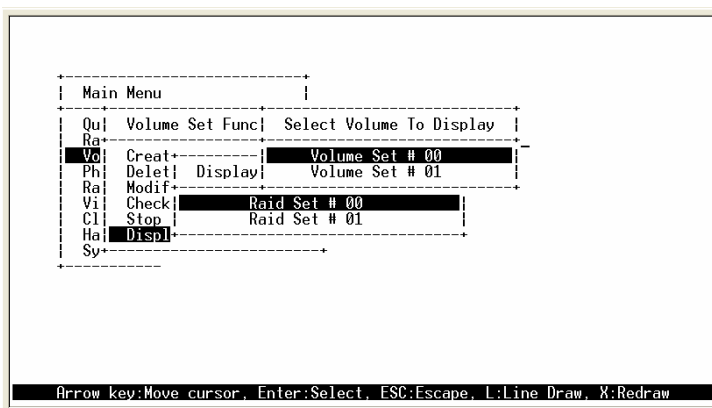 Main Menu
Qu Volume Set Func Select Volume To Display
Ra
Vo Creat Volume Set # 00
Ph Delet Display Volume Set # 01
Ra Modif
Vi Check Raid Set # 00
Cl Stop Raid Set # 01
Ha Displ
Sy
Arrow key:Move cursor, Enter:Select, ESC:Escape, L:Line Draw, X:Redraw